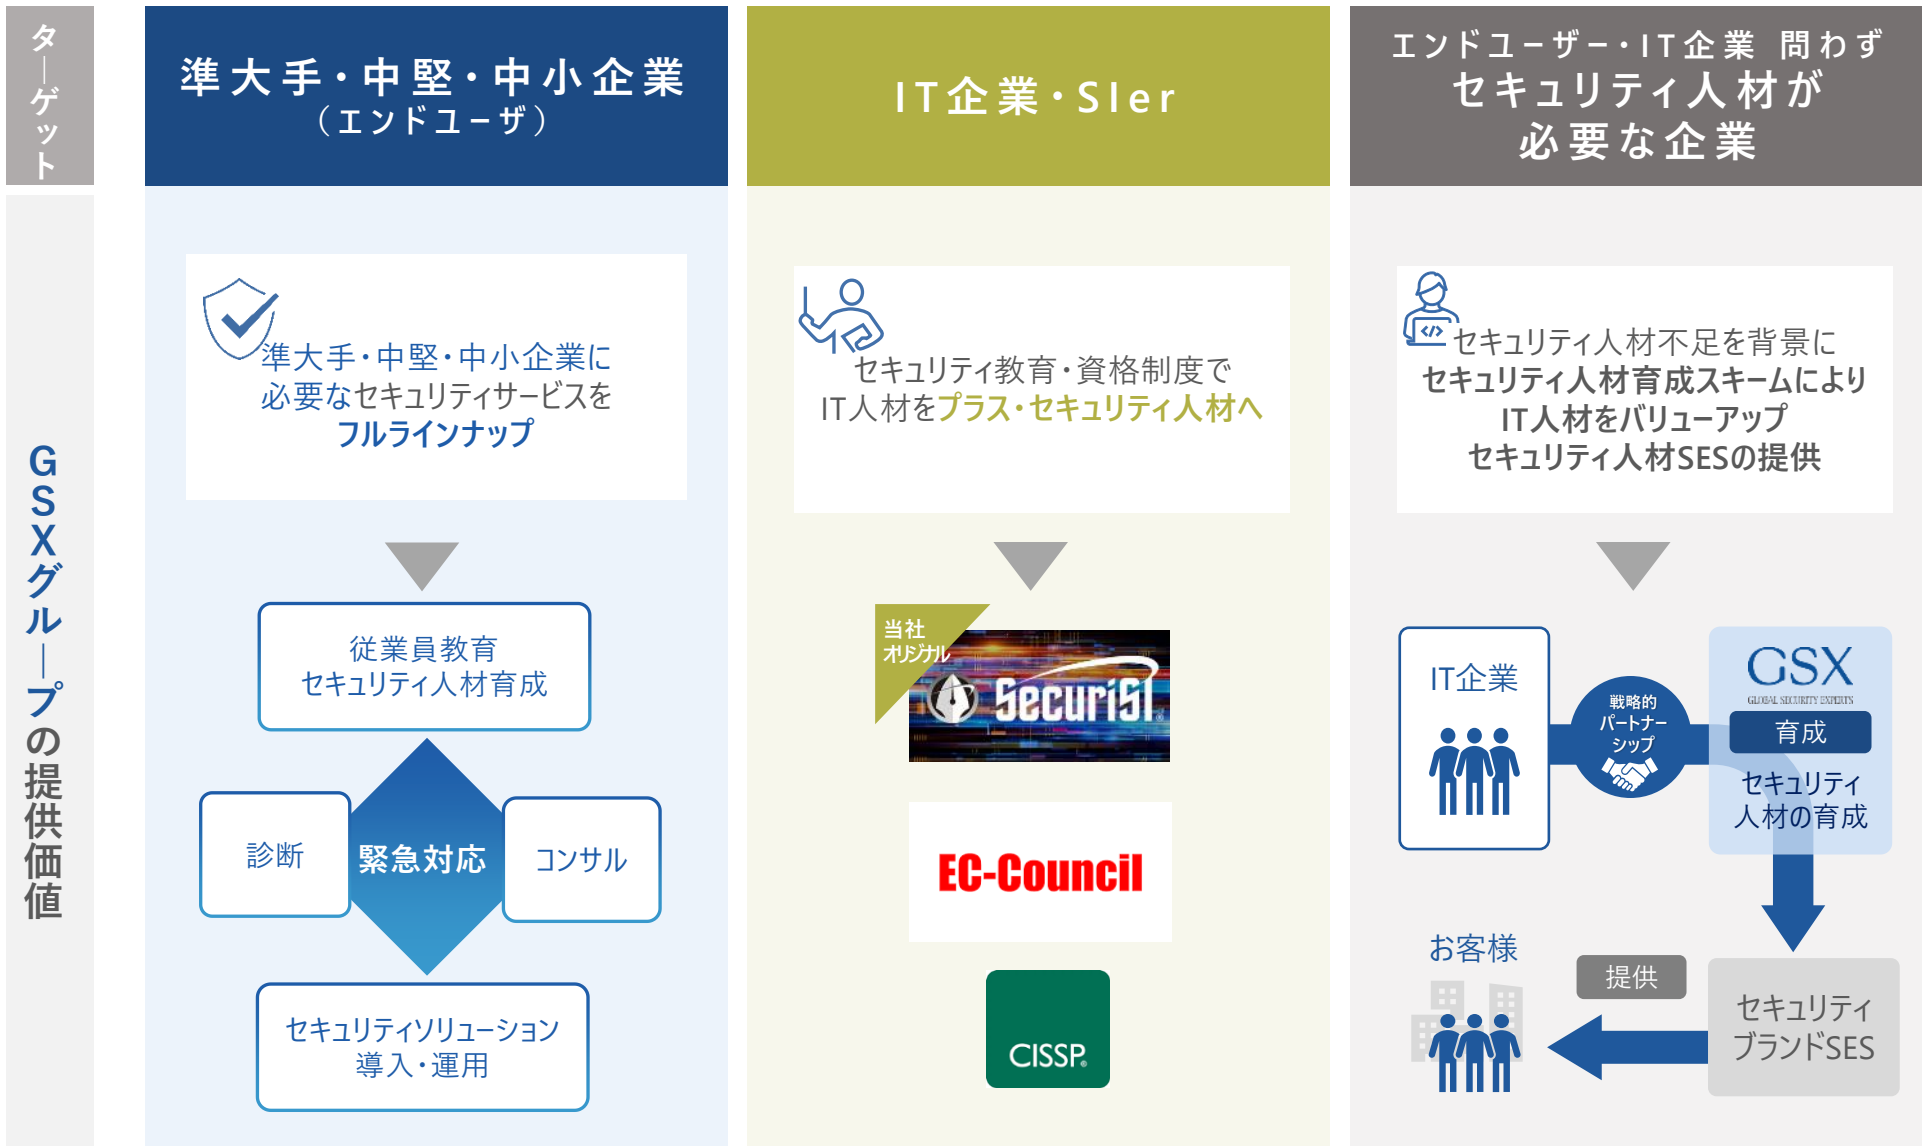 ターゲット
準大手・中堅・中小企業
（エンドユーザ）
IT企業・SIer
エンドユーザー・IT企業 問わず
セキュリティ人材が
必要な企業
GSXグループの提供価値
準大手・中堅・中小企業に
必要なセキュリティサービスを
フルラインナップ
従業員教育
セキュリティ人材育成
診断
緊急対応
コンサル
セキュリティソリューション
導入・運用
セキュリティ教育・資格制度で
IT人材をプラス・セキュリティ人材へ
当社
オリジナル
SecuriST®
EC-Council
CISSP®
セキュリティ人材不足を背景に
セキュリティ人材育成スキームにより
IT人材をバリューアップ
セキュリティ人材SESの提供
IT企業
戦略的
パートナー
シップ
GSX
GLOBAL SECURITY EXPERTS
育成
セキュリティ
人材の育成
お客様
提供
セキュリティ
ブランドSES